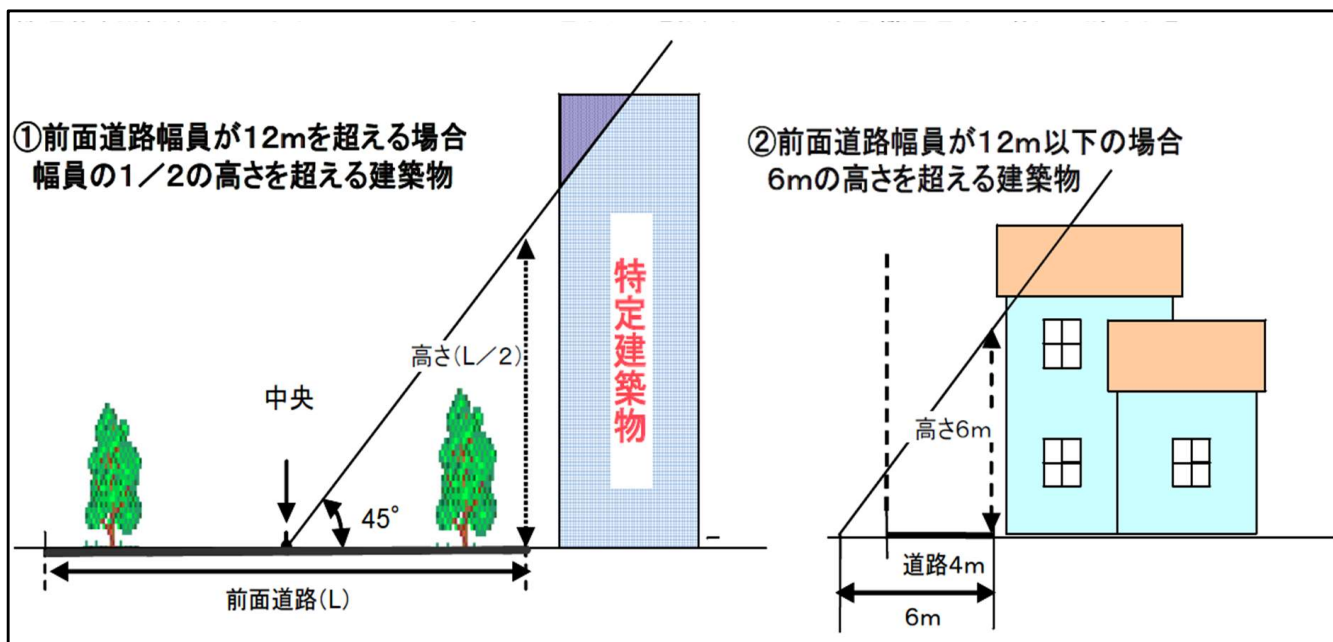 ①前面道路幅員が12mを超える場合
幅員の1／2の高さを超える建築物
②前面道路幅員が12m以下の場合
6mの高さを超える建築物
特定建築物
高さ(L／2)
中央
45°
前面道路(L)
高さ6m
道路4m
6m